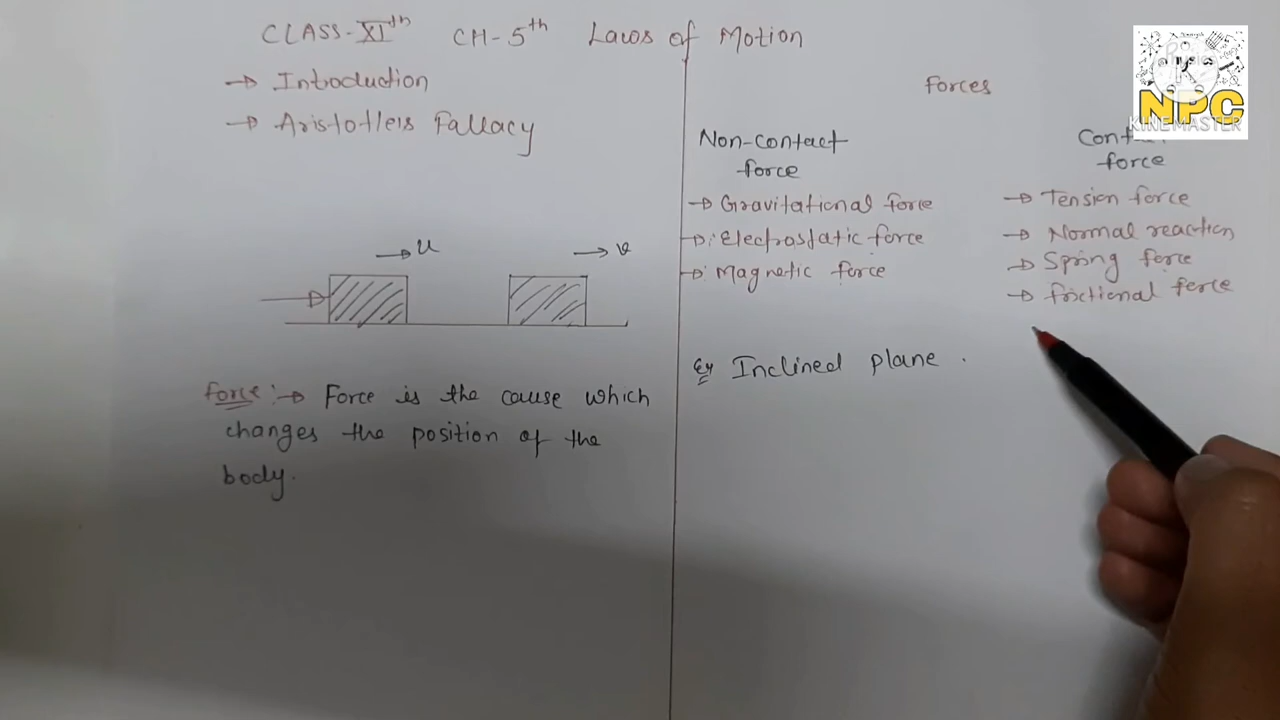 CLASS-XIth CH-5th Laws of Motion
→ Introduction
→ Aristotle's Fallacy
→ u
→ v
Force :→ Force is the cause which
changes the position of the
body.
Forces
Non-contact
force
→ Gravitational force
→: Electrostatic force
→: Magnetic force
force
→ Tension force
→ Normal reaction
→ Spring force
→ frictional force
Ex Inclined plane .
Physics
NPC
KINEMASTER